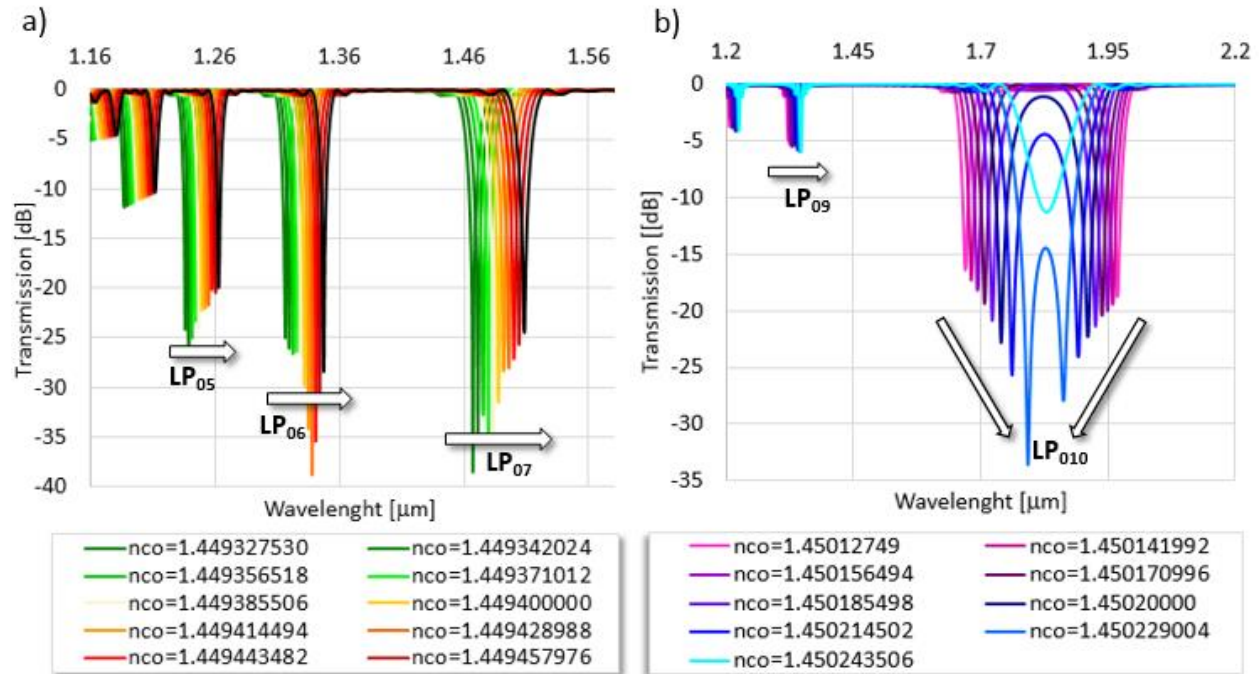 a)
1.16 1.26 1.36 1.46 1.56
0
-5
-10
-15
-20
-25
-30
-35
-40
Transmission [dB]
LP05
LP06
LP07
Wavelenght [μm]
nco=1.449327530 nco=1.449342024
nco=1.449356518 nco=1.449371012
nco=1.449385506 nco=1.449400000
nco=1.449414494 nco=1.449428988
nco=1.449443482 nco=1.449457976
b)
1.2 1.45 1.7 1.95 2.2
0
-5
-10
-15
-20
-25
-30
-35
Transmission [[dB]
LP09
LP010
Wavelenght [μm]
nco=1.45012749 nco=1.450141992
nco=1.450156494 nco=1.450170996
nco=1.450185498 nco=1.45020000
nco=1.450214502 nco=1.450229004
nco=1.450243506